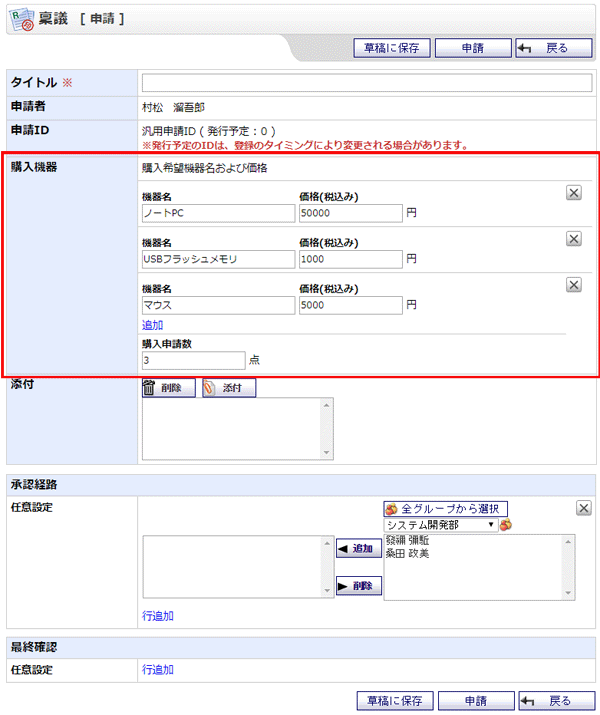 稟議 [ 申請 ]
草稿に保存 申請 戻る
タイトル ※
申請者 村松 溜吾郎
申請ID 汎用申請ID ( 発行予定：0 )
※発行予定のIDは、登録のタイミングにより変更される場合があります。
購入機器 購入希望機器名および価格
機器名 価格(税込み)
ノートPC 50000 円
機器名 価格(税込み)
USBフラッシュメモリ 1000 円
機器名 価格(税込み)
マウス 5000 円
追加
購入申請数
3 点
添付 削除 添付
承認経路
任意設定 全グループから選択
システム開発部
追加
桑田 政美
削除
行追加
最終確認
任意設定 行追加
草稿に保存 申請 戻る